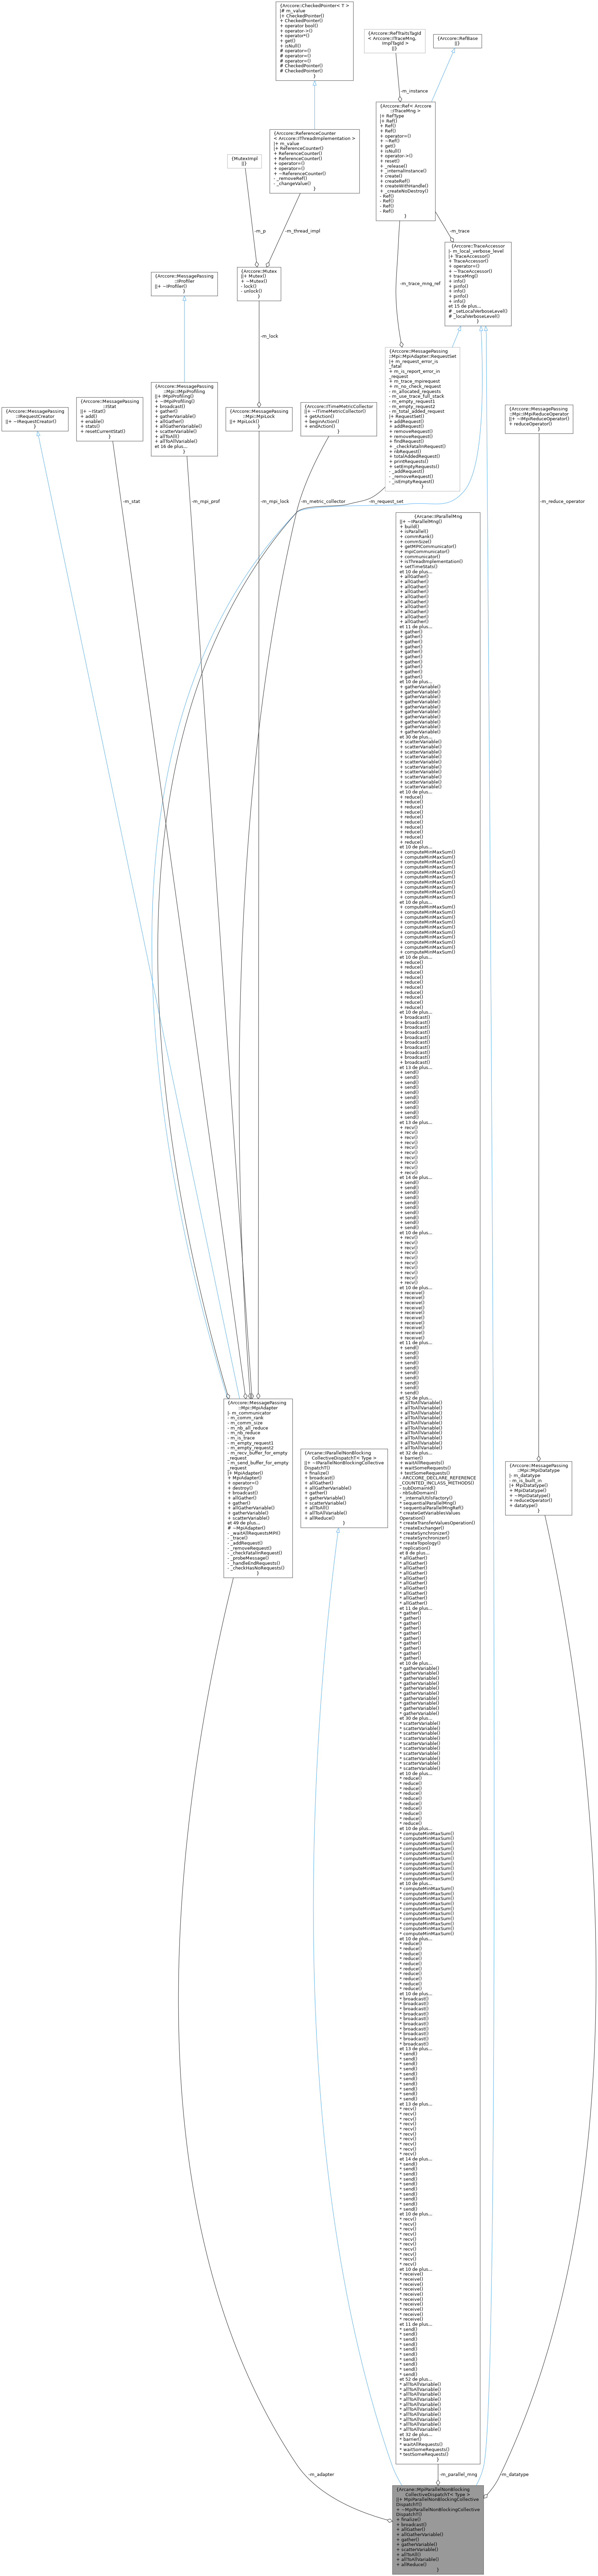 {Arccore::CheckedPointer< T >
|# m_value
|+ CheckedPointer()
+ CheckedPointer()
+ operator bool()
+ operator->()
+ operator*()
+ get()
+ isNull()
# operator=()
# operator=()
# operator=()
# CheckedPointer()
# CheckedPointer()
}
{Arccore::RefTraitsTagId
< Arccore::ITraceMng,
ImplTagId >
||}
{Arccore::RefBase
||}
-m_instance
{Arccore::Ref< Arccore
::ITraceMng >
|+ RefType
|+ Ref()
+ Ref()
+ Ref()
+ operator=()
+ ~Ref()
+ get()
+ isNull()
+ operator->()
+ reset()
+ _release()
+ _internalInstance()
+ create()
+ createRef()
+ createWithHandle()
+ _createNoDestroy()
- Ref()
- Ref()
- Ref()
- Ref()
}
{Arccore::ReferenceCounter
< Arccore::IThreadImplementation >
|+ m_value
|+ ReferenceCounter()
+ ReferenceCounter()
+ ReferenceCounter()
+ operator=()
+ operator=()
+ ~ReferenceCounter()
- _removeRef()
- _changeValue()
}
{MutexImpl
||}
-m_p
-m_thread_impl
-m_trace
{Arccore::TraceAccessor
|- m_local_verbose_level
|+ TraceAccessor()
+ TraceAccessor()
+ operator=()
+ ~TraceAccessor()
+ traceMng()
+ info()
+ pinfo()
+ info()
+ pinfo()
+ info()
et 15 de plus...
# _setLocalVerboseLevel()
# _localVerboseLevel()
}
{Arccore::Mutex
||+ Mutex()
+ ~Mutex()
- lock()
- unlock()
}
{Arccore::MessagePassing
::IProfiler
||+ ~IProfiler()
}
-m_trace_mng_ref
-m_lock
{Arccore::MessagePassing
::Mpi::MpiAdapter::RequestSet
|+ m_request_error_is
_fatal
+ m_is_report_error_in
_request
+ m_trace_mpirequest
+ m_no_check_request
- m_allocated_requests
- m_use_trace_full_stack
- m_empty_request1
- m_empty_request2
- m_total_added_request
|+ RequestSet()
+ addRequest()
+ addRequest()
+ removeRequest()
+ removeRequest()
+ findRequest()
+ _checkFatalInRequest()
+ nbRequest()
+ totalAddedRequest()
+ printRequests()
+ setEmptyRequests()
- _addRequest()
- _removeRequest()
- _isEmptyRequest()
}
{Arccore::MessagePassing
::Mpi::IMpiProfiling
||+ IMpiProfiling()
+ ~IMpiProfiling()
+ broadcast()
+ gather()
+ gatherVariable()
+ allGather()
+ allGatherVariable()
+ scatterVariable()
+ allToAll()
+ allToAllVariable()
et 16 de plus...
}
{Arccore::MessagePassing
::IRequestCreator
||+ ~IRequestCreator()
}
{Arccore::MessagePassing
::IStat
||+ ~IStat()
+ add()
+ enable()
+ stats()
+ resetCurrentStat()
}
{Arccore::MessagePassing
::Mpi::MpiLock
||+ MpiLock()
}
{Arccore::ITimeMetricCollector
||+ ~ITimeMetricCollector()
+ getAction()
+ beginAction()
+ endAction()
}
{Arccore::MessagePassing
::Mpi::IMpiReduceOperator
||+ ~IMpiReduceOperator()
+ reduceOperator()
}
-m_stat
-m_mpi_prof
-m_mpi_lock
-m_metric_collector
-m_request_set
-m_reduce_operator
{Arcane::IParallelMng
||+ ~IParallelMng()
+ build()
+ isParallel()
+ commRank()
+ commSize()
+ getMPICommunicator()
+ mpiCommunicator()
+ communicator()
+ isThreadImplementation()
+ setTimeStats()
et 10 de plus...
+ allGather()
+ allGather()
+ allGather()
+ allGather()
+ allGather()
+ allGather()
+ allGather()
+ allGather()
+ allGather()
+ allGather()
et 11 de plus...
+ gather()
+ gather()
+ gather()
+ gather()
+ gather()
+ gather()
+ gather()
+ gather()
+ gather()
+ gather()
et 10 de plus...
+ gatherVariable()
+ gatherVariable()
+ gatherVariable()
+ gatherVariable()
+ gatherVariable()
+ gatherVariable()
+ gatherVariable()
+ gatherVariable()
+ gatherVariable()
+ gatherVariable()
et 30 de plus...
+ scatterVariable()
+ scatterVariable()
+ scatterVariable()
+ scatterVariable()
+ scatterVariable()
+ scatterVariable()
+ scatterVariable()
+ scatterVariable()
+ scatterVariable()
+ scatterVariable()
et 10 de plus...
+ reduce()
+ reduce()
+ reduce()
+ reduce()
+ reduce()
+ reduce()
+ reduce()
+ reduce()
+ reduce()
+ reduce()
et 10 de plus...
+ computeMinMaxSum()
+ computeMinMaxSum()
+ computeMinMaxSum()
+ computeMinMaxSum()
+ computeMinMaxSum()
+ computeMinMaxSum()
+ computeMinMaxSum()
+ computeMinMaxSum()
+ computeMinMaxSum()
+ computeMinMaxSum()
et 10 de plus...
+ computeMinMaxSum()
+ computeMinMaxSum()
+ computeMinMaxSum()
+ computeMinMaxSum()
+ computeMinMaxSum()
+ computeMinMaxSum()
+ computeMinMaxSum()
+ computeMinMaxSum()
+ computeMinMaxSum()
+ computeMinMaxSum()
et 10 de plus...
+ reduce()
+ reduce()
+ reduce()
+ reduce()
+ reduce()
+ reduce()
+ reduce()
+ reduce()
+ reduce()
+ reduce()
et 10 de plus...
+ broadcast()
+ broadcast()
+ broadcast()
+ broadcast()
+ broadcast()
+ broadcast()
+ broadcast()
+ broadcast()
+ broadcast()
+ broadcast()
et 13 de plus...
+ send()
+ send()
+ send()
+ send()
+ send()
+ send()
+ send()
+ send()
+ send()
+ send()
et 13 de plus...
+ recv()
+ recv()
+ recv()
+ recv()
+ recv()
+ recv()
+ recv()
+ recv()
+ recv()
+ recv()
et 14 de plus...
+ send()
+ send()
+ send()
+ send()
+ send()
+ send()
+ send()
+ send()
+ send()
+ send()
et 10 de plus...
+ recv()
+ recv()
+ recv()
+ recv()
+ recv()
+ recv()
+ recv()
+ recv()
+ recv()
+ recv()
et 10 de plus...
+ receive()
+ receive()
+ receive()
+ receive()
+ receive()
+ receive()
+ receive()
+ receive()
+ receive()
+ receive()
et 11 de plus...
+ send()
+ send()
+ send()
+ send()
+ send()
+ send()
+ send()
+ send()
+ send()
+ send()
et 52 de plus...
+ allToAllVariable()
+ allToAllVariable()
+ allToAllVariable()
+ allToAllVariable()
+ allToAllVariable()
+ allToAllVariable()
+ allToAllVariable()
+ allToAllVariable()
+ allToAllVariable()
+ allToAllVariable()
et 32 de plus...
+ barrier()
+ waitAllRequests()
+ waitSomeRequests()
+ testSomeRequests()
- ARCCORE_DECLARE_REFERENCE
_COUNTED_INCLASS_METHODS()
- subDomainId()
- nbSubDomain()
* _internalUtilsFactory()
* sequentialParallelMng()
* sequentialParallelMngRef()
* createGetVariablesValues
Operation()
* createTransferValuesOperation()
* createExchanger()
* createSynchronizer()
* createSynchronizer()
* createTopology()
* replication()
et 8 de plus...
* allGather()
* allGather()
* allGather()
* allGather()
* allGather()
* allGather()
* allGather()
* allGather()
* allGather()
* allGather()
et 11 de plus...
* gather()
* gather()
* gather()
* gather()
* gather()
* gather()
* gather()
* gather()
* gather()
* gather()
et 10 de plus...
* gatherVariable()
* gatherVariable()
* gatherVariable()
* gatherVariable()
* gatherVariable()
* gatherVariable()
* gatherVariable()
* gatherVariable()
* gatherVariable()
* gatherVariable()
et 30 de plus...
* scatterVariable()
* scatterVariable()
* scatterVariable()
* scatterVariable()
* scatterVariable()
* scatterVariable()
* scatterVariable()
* scatterVariable()
* scatterVariable()
* scatterVariable()
et 10 de plus...
* reduce()
* reduce()
* reduce()
* reduce()
* reduce()
* reduce()
* reduce()
* reduce()
* reduce()
* reduce()
et 10 de plus...
* computeMinMaxSum()
* computeMinMaxSum()
* computeMinMaxSum()
* computeMinMaxSum()
* computeMinMaxSum()
* computeMinMaxSum()
* computeMinMaxSum()
* computeMinMaxSum()
* computeMinMaxSum()
* computeMinMaxSum()
et 10 de plus...
* computeMinMaxSum()
* computeMinMaxSum()
* computeMinMaxSum()
* computeMinMaxSum()
* computeMinMaxSum()
* computeMinMaxSum()
* computeMinMaxSum()
* computeMinMaxSum()
* computeMinMaxSum()
* computeMinMaxSum()
et 10 de plus...
* reduce()
* reduce()
* reduce()
* reduce()
* reduce()
* reduce()
* reduce()
* reduce()
* reduce()
* reduce()
et 10 de plus...
* broadcast()
* broadcast()
* broadcast()
* broadcast()
* broadcast()
* broadcast()
* broadcast()
* broadcast()
* broadcast()
* broadcast()
et 13 de plus...
* send()
* send()
* send()
* send()
* send()
* send()
* send()
* send()
* send()
* send()
et 13 de plus...
* recv()
* recv()
* recv()
* recv()
* recv()
* recv()
* recv()
* recv()
* recv()
* recv()
et 14 de plus...
* send()
* send()
* send()
* send()
* send()
* send()
* send()
* send()
* send()
* send()
et 10 de plus...
* recv()
* recv()
* recv()
* recv()
* recv()
* recv()
* recv()
* recv()
* recv()
* recv()
et 10 de plus...
* receive()
* receive()
* receive()
* receive()
* receive()
* receive()
* receive()
* receive()
* receive()
* receive()
et 11 de plus...
* send()
* send()
* send()
* send()
* send()
* send()
* send()
* send()
* send()
* send()
et 52 de plus...
* allToAllVariable()
* allToAllVariable()
* allToAllVariable()
* allToAllVariable()
* allToAllVariable()
* allToAllVariable()
* allToAllVariable()
* allToAllVariable()
* allToAllVariable()
* allToAllVariable()
et 32 de plus...
* barrier()
* waitAllRequests()
* waitSomeRequests()
* testSomeRequests()
}
{Arccore::MessagePassing
::Mpi::MpiAdapter
|- m_communicator
- m_comm_rank
- m_comm_size
- m_nb_all_reduce
- m_nb_reduce
- m_is_trace
- m_empty_request1
- m_empty_request2
- m_recv_buffer_for_empty
_request
- m_send_buffer_for_empty
_request
|+ MpiAdapter()
+ MpiAdapter()
+ operator=()
+ destroy()
+ broadcast()
+ allGather()
+ gather()
+ allGatherVariable()
+ gatherVariable()
+ scatterVariable()
et 49 de plus...
# ~MpiAdapter()
- _waitAllRequestsMPI()
- _trace()
- _addRequest()
- _removeRequest()
- _checkFatalInRequest()
- _probeMessage()
- _handleEndRequests()
- _checkHasNoRequests()
}
{Arcane::IParallelNonBlocking
CollectiveDispatchT< Type >
||+ ~IParallelNonBlockingCollective
DispatchT()
+ finalize()
+ broadcast()
+ allGather()
+ allGatherVariable()
+ gather()
+ gatherVariable()
+ scatterVariable()
+ allToAll()
+ allToAllVariable()
+ allReduce()
}
{Arccore::MessagePassing
::Mpi::MpiDatatype
|- m_datatype
- m_is_built_in
|+ MpiDatatype()
+ MpiDatatype()
+ ~MpiDatatype()
+ reduceOperator()
+ datatype()
}
-m_adapter
-m_parallel_mng
-m_datatype
{Arcane::MpiParallelNonBlocking
CollectiveDispatchT< Type >
||+ MpiParallelNonBlockingCollective
DispatchT()
+ ~MpiParallelNonBlockingCollective
DispatchT()
+ finalize()
+ broadcast()
+ allGather()
+ allGatherVariable()
+ gather()
+ gatherVariable()
+ scatterVariable()
+ allToAll()
+ allToAllVariable()
+ allReduce()
}